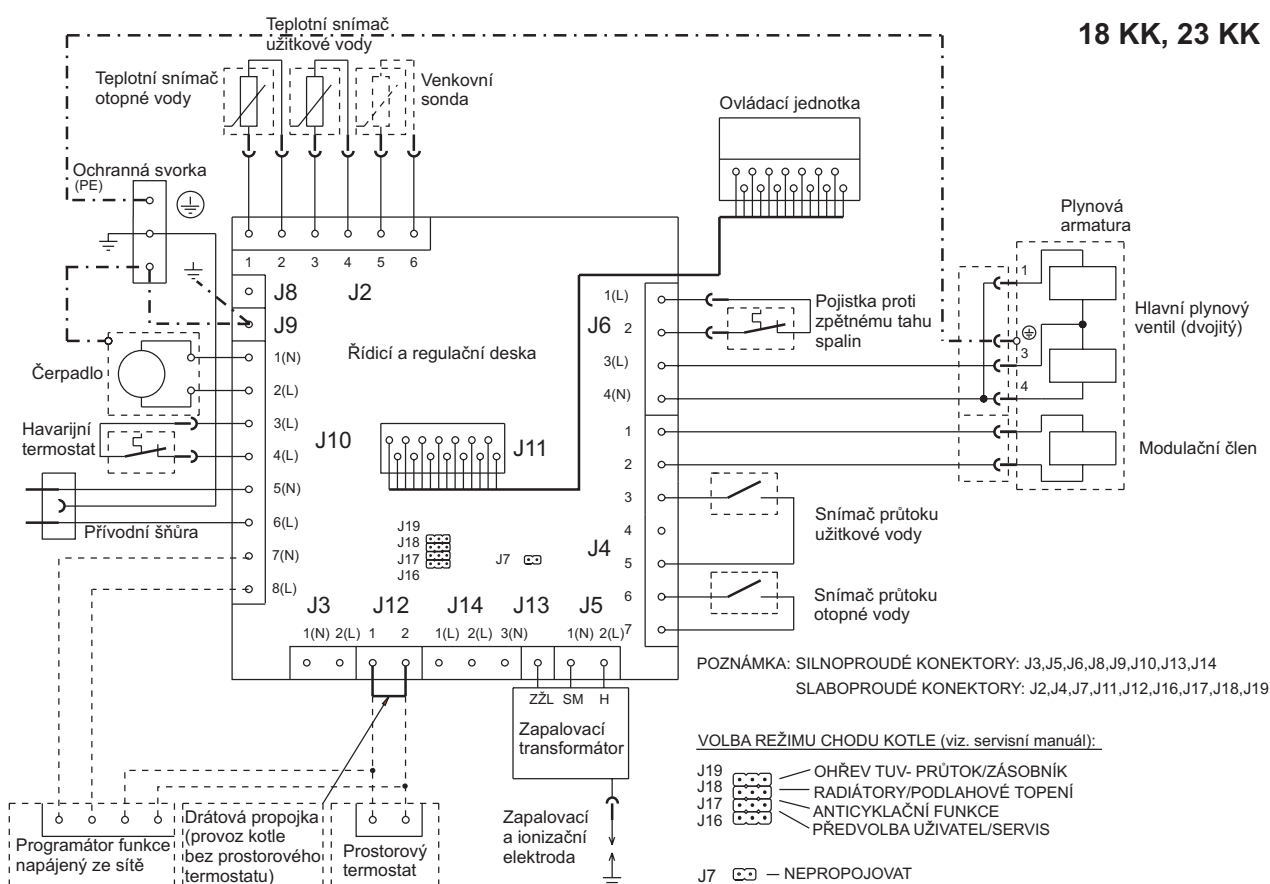 18 KK, 23 KK
Teplotní snímač
užitkové vody
Teplotní snímač
otopné vody
Venkovní
sonda
Ovládací jednotka
Ochranná svorka
(PE)
Plynová
armatura
1 2 3 4 5 6
J8 J2
J9
Řídicí a regulační deska
1(L)
J6 2
3(L)
4(N)
Pojistka proti
zpětnému tahu
spalin
1
3
4
Hlavní plynový
ventil (dvojitý)
Modulační člen
Čerpadlo
1(N)
2(L)
3(L)
4(L)
5(N)
6(L)
7(N)
8(L)
J10
J11
Havarijní
termostat
Přívodní šňůra
J19
J18
J17
J16
J7
1
2
3
4
5
6
7
J4
Snímač průtoku
užitkové vody
Snímač průtoku
otopné vody
J3 J12 J14 J13 J5
1(N) 2(L) 1 2 1(L) 2(L) 3(N) 1(N) 2(L)
ZŽL SM H
Zapalovací
transformátor
Zapalovací
a ionizační
elektroda
Programátor funkce
napájený ze sítě
Drátová propojka
(provoz kotle
bez prostorového
termostatu)
Prostorový
termostat
POZNÁMKA: SILNOPROUDÉ KONEKTORY: J3,J5,J6,J8,J9,J10,J13,J14
SLABOPROUDÉ KONEKTORY: J2,J4,J7,J11,J12,J16,J17,J18,J19
VOLBA REŽIMU CHODU KOTLE (viz. servisní manuál):
J19 OHŘEV TUV- PRŮTOK/ZÁSOBNÍK
J18 RADIÁTORY/PODLAHOVÉ TOPENÍ
J17 ANTICYKLAČNÍ FUNKCE
J16 PŘEDVOLBA UŽIVATEL/SERVIS
J7 — NEPROPOJOVAT